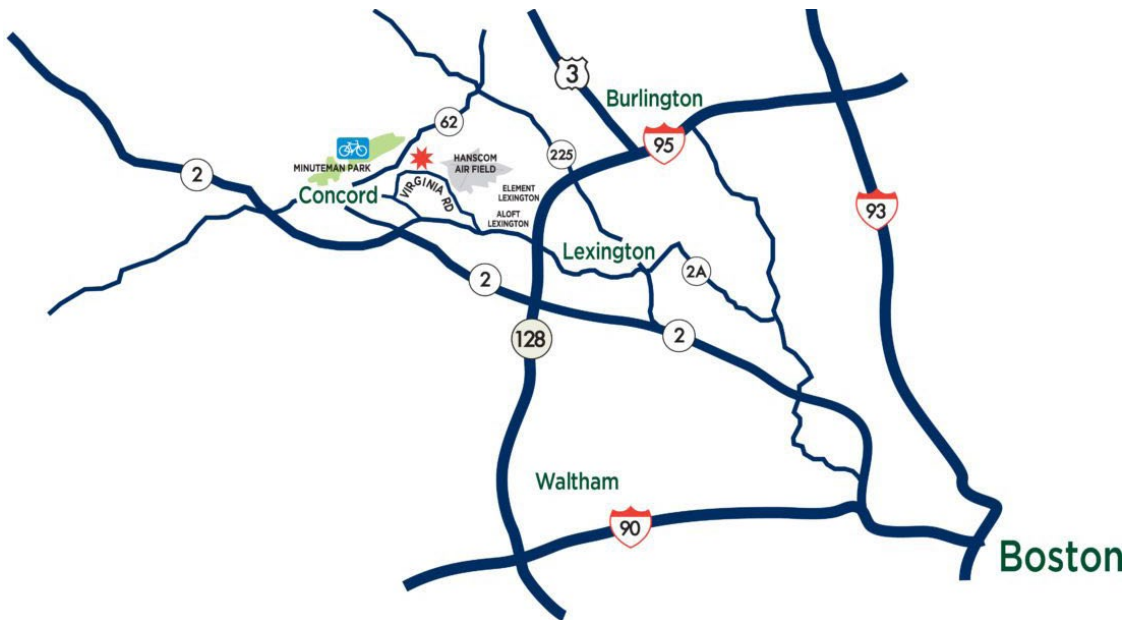 3
Burlington
62
95
225
MINUTEMAN PARK
HANSCOM
AIR FIELD
2
Concord
VIRGINIA RD
ELEMENT
LEXINGTON
ALOFT
LEXINGTON
93
Lexington
2A
2
128
2
Waltham
90
Boston